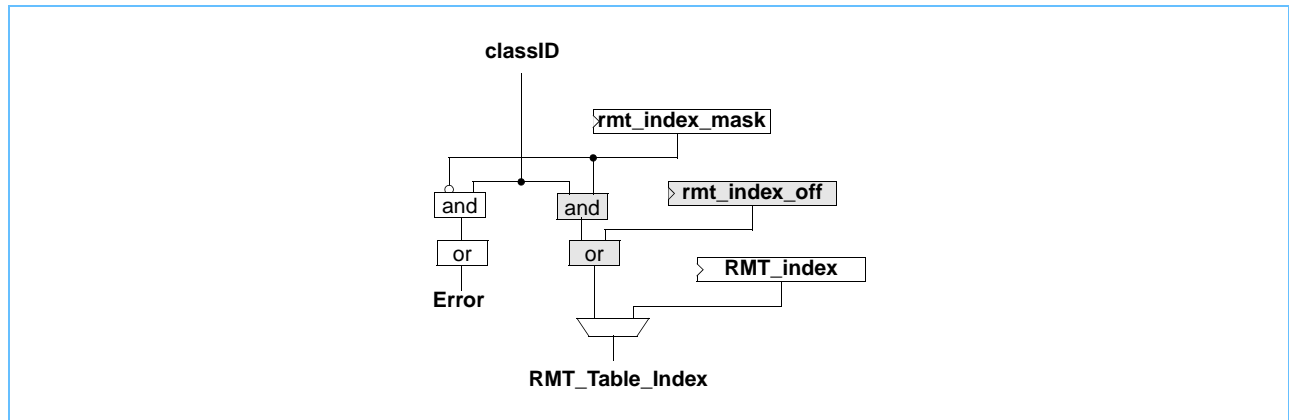 classID
rmt_index_mask
rmt_index_off
and
and
or
or
RMT_index
Error
RMT_Table_Index